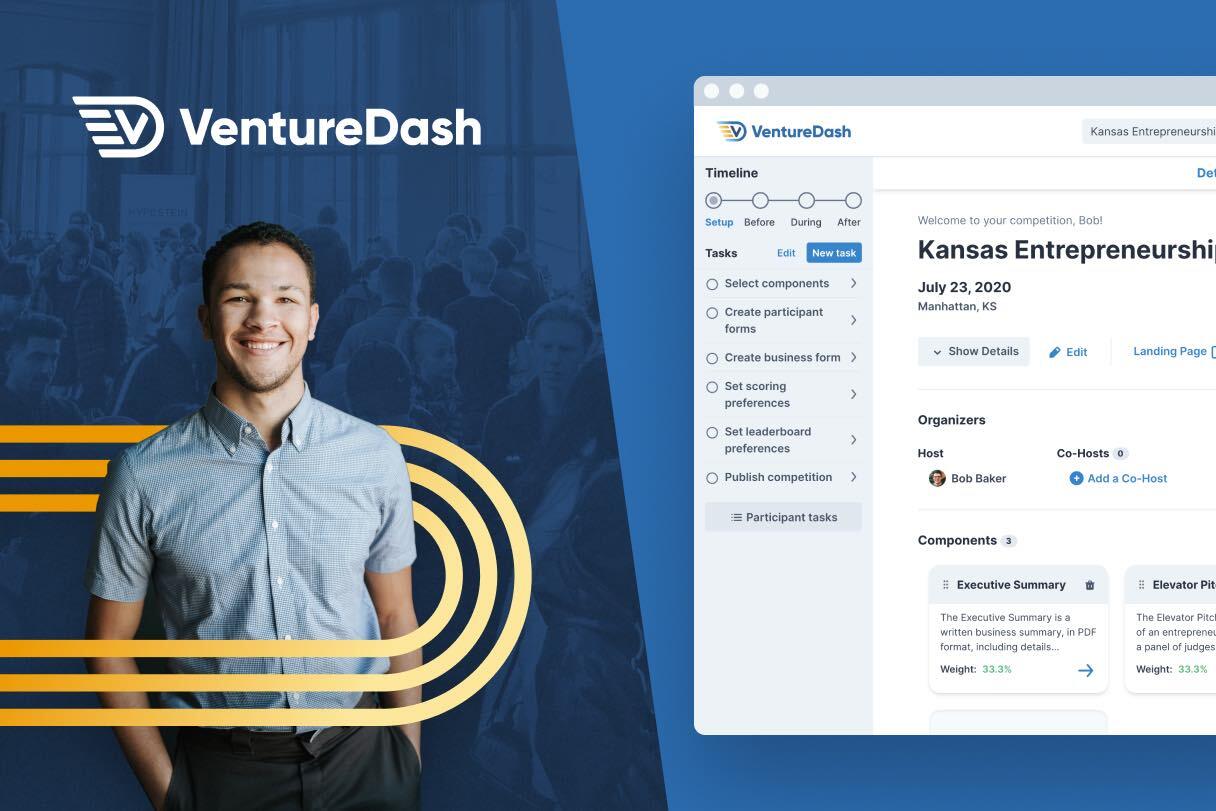 VentureDash
HYPESTEIN
VentureDash
Kansas Entrepreneurshi
Timeline
Setup Before During After
Tasks Edit New task
Select components
Create participant
forms
Create business form
Set scoring
preferences
Set leaderboard
preferences
Publish competition
Participant tasks
Det
Welcome to your competition, Bob!
Kansas Entrepreneurship
July 23, 2020
Manhattan, KS
Show Details Edit Landing Page
Organizers
Host Co-Hosts 0
Bob Baker Add a Co-Host
Components 3
Executive Summary
The Executive Summary is a
written business summary, in PDF
format, including details...
Weight: 33.3%
Elevator Pit
The Elevator Pitch
of an entrepreneu
a panel of judges
Weight: 33.3%